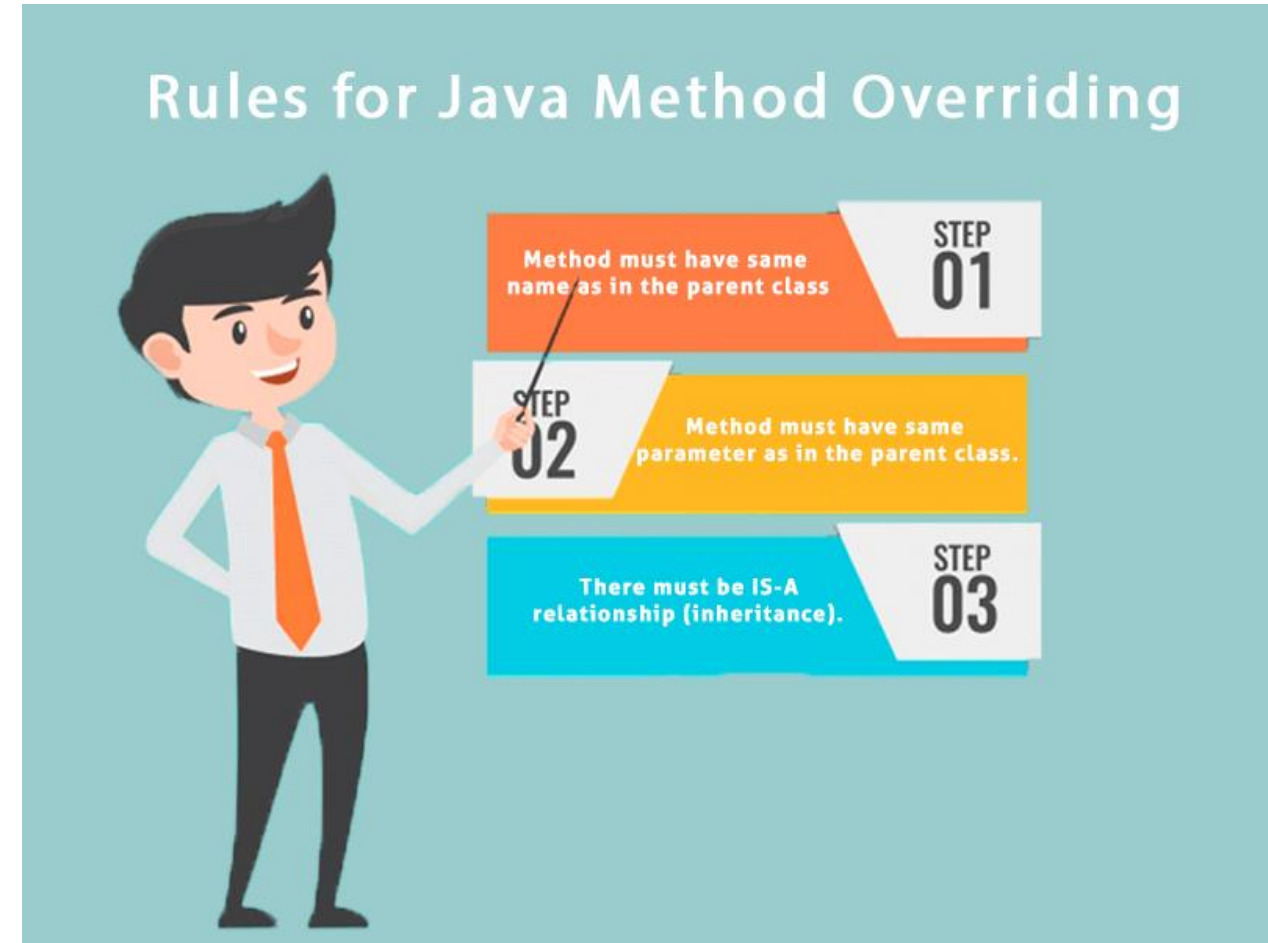 Rules for Java Method Overriding
Method must have same
name as in the parent class
STEP
01
STEP
02
Method must have same
parameter as in the parent class.
There must be IS-A
relationship (inheritance).
STEP
03